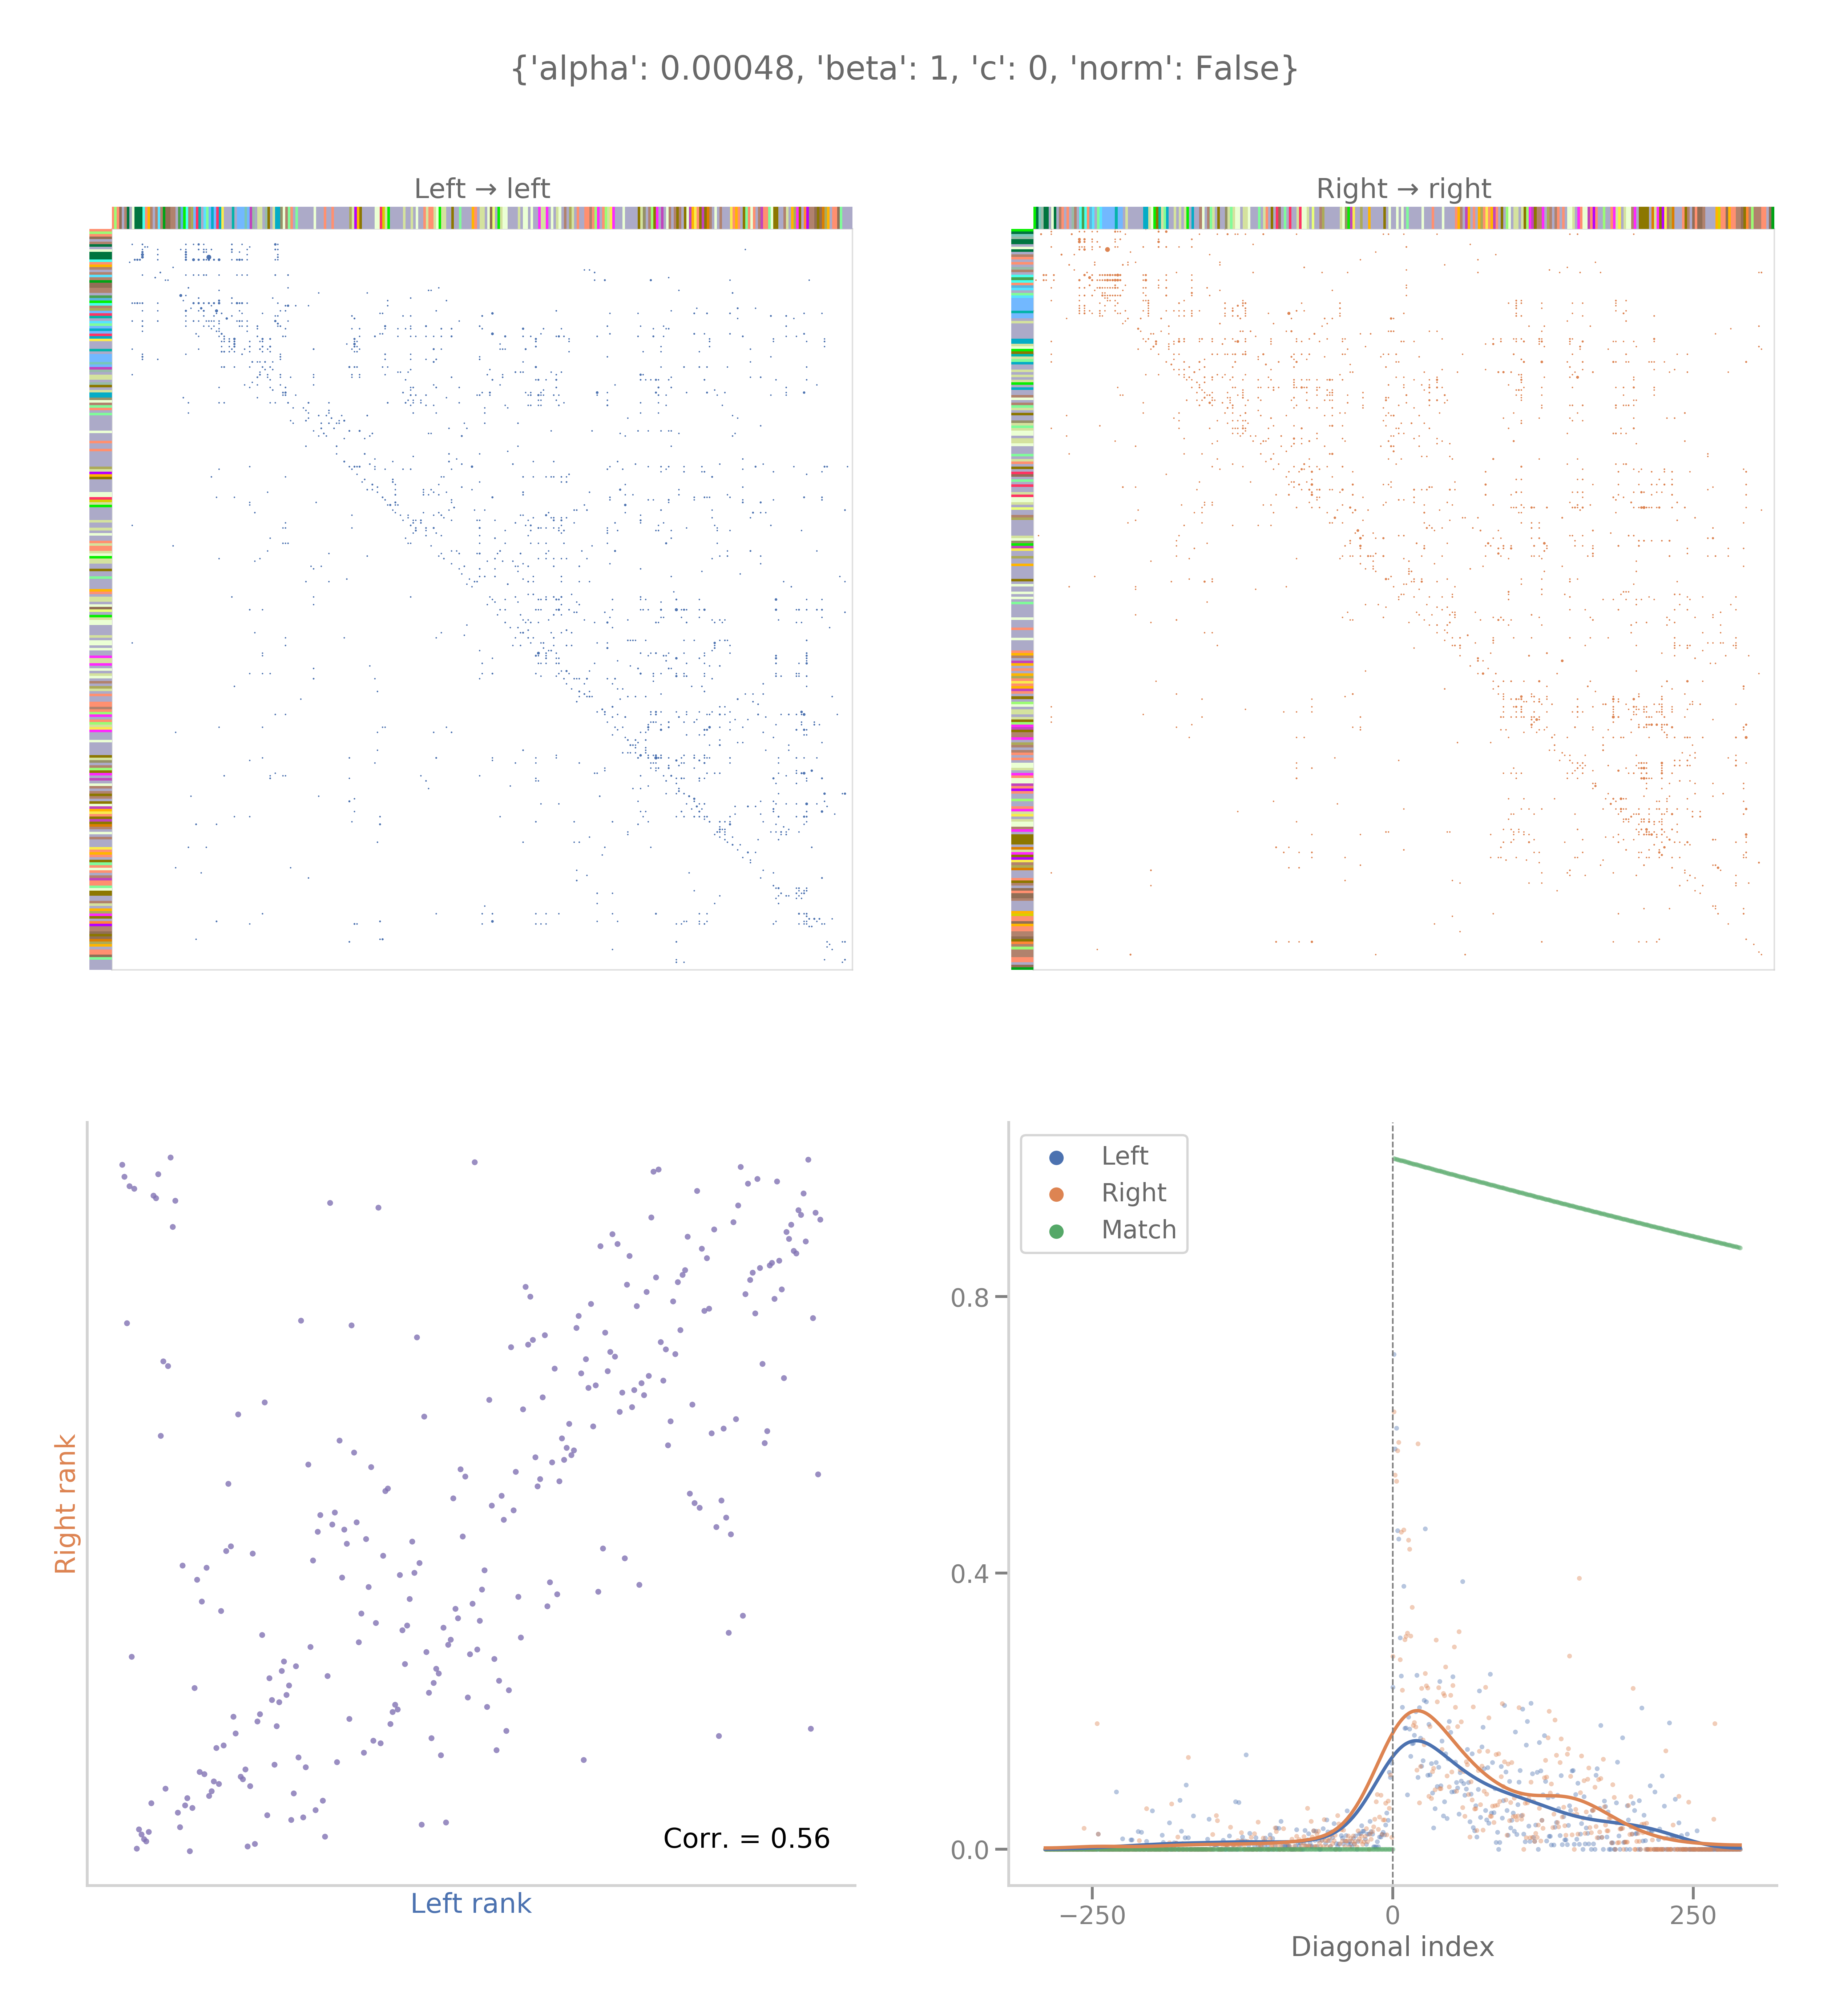 {'alpha': 0.00048, 'beta': 1, 'c': 0, 'norm': False}
Left → left
Right → right
Right rank
Corr. = 0.56
Left rank
Left
Right
Match
0.8
0.4
0.0
−250
0
250
Diagonal index